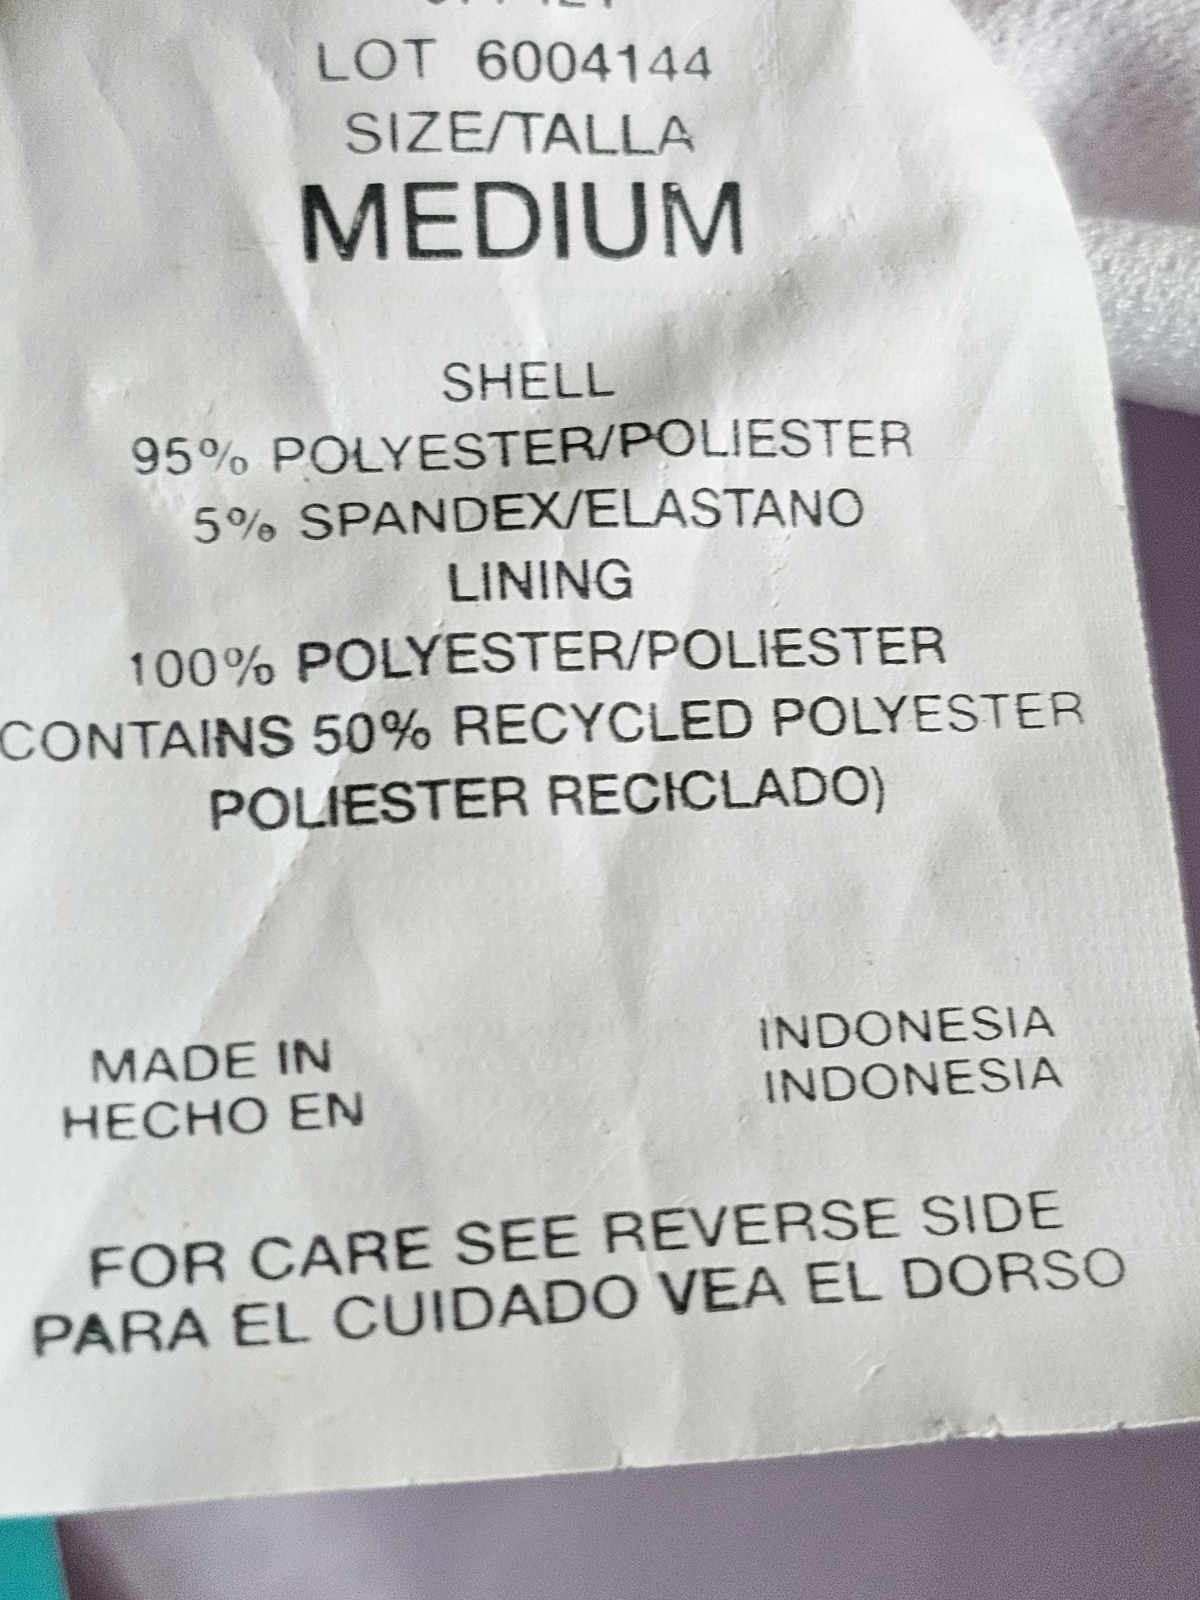 LOT 6004144
SIZE/TALLA
MEDIUM
SHELL
95% POLYESTER/POLIESTER
5% SPANDEX/ELASTANO
LINING
100% POLYESTER/POLIESTER
CONTAINS 50% RECYCLED POLYESTER
POLIESTER RECICLADO)
MADE IN INDONESIA
HECHO EN INDONESIA
FOR CARE SEE REVERSE SIDE
PARA EL CUIDADO VEA EL DORSO